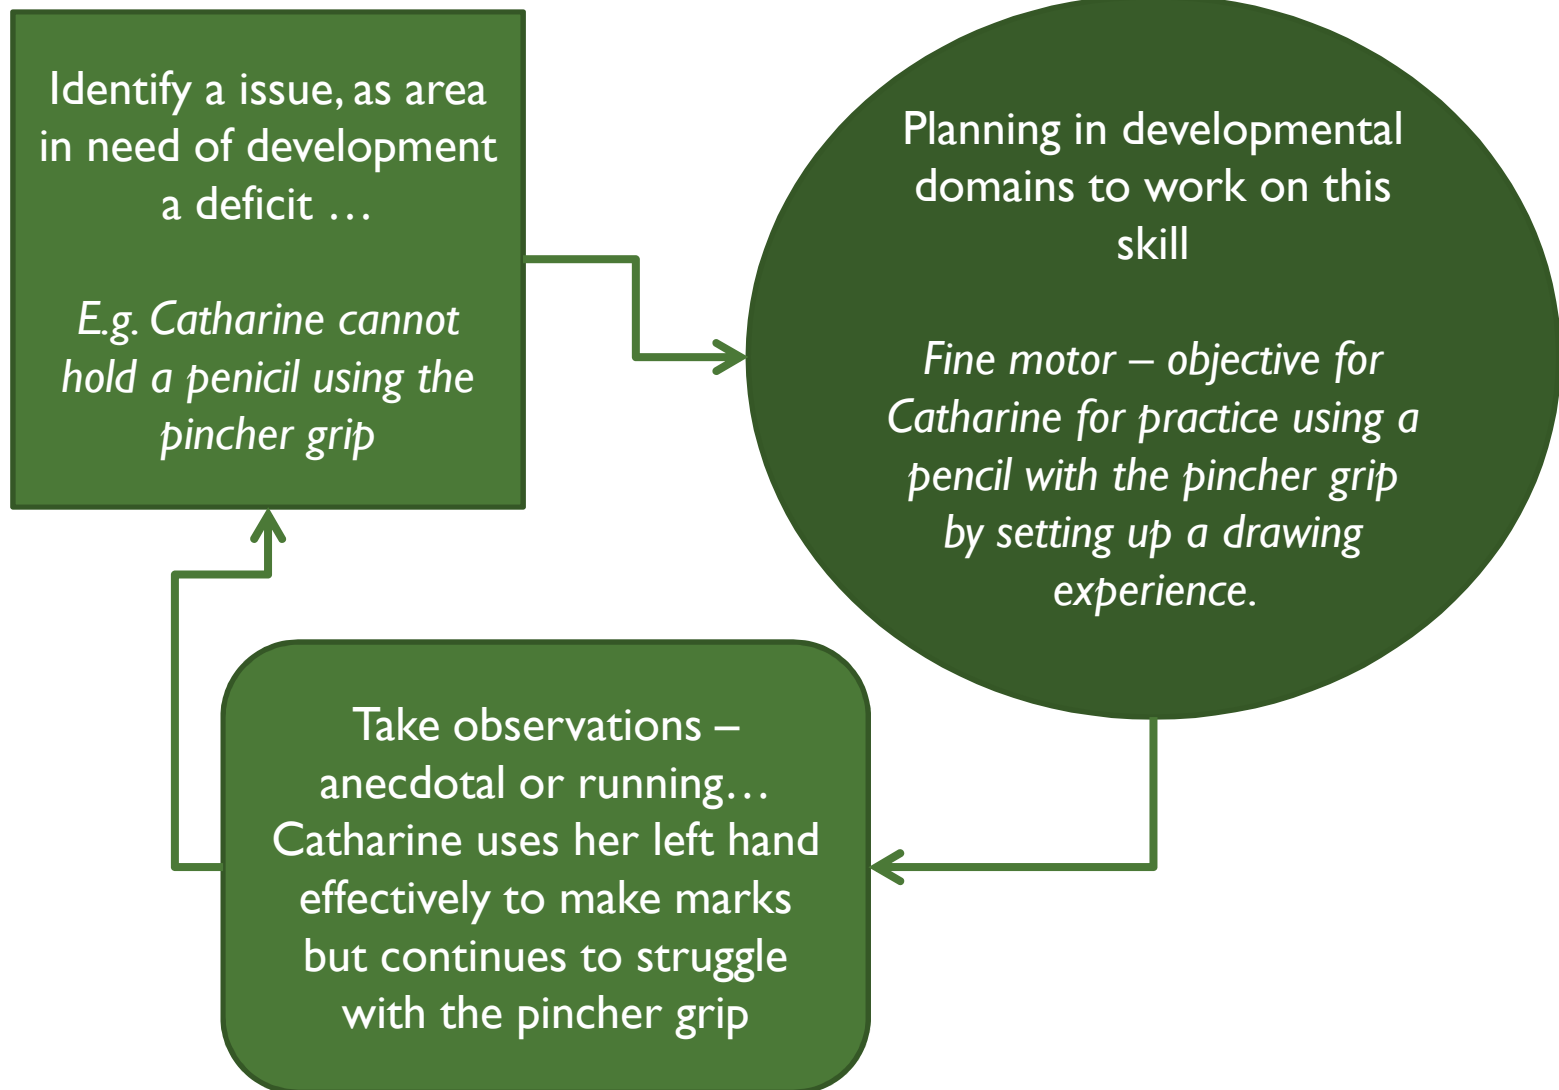 Identify a issue, as area
in need of development
a deficit …
E.g. Catharine cannot
hold a penicil using the
pincher grip
Planning in developmental
domains to work on this
skill
Fine motor – objective for
Catharine for practice using a
pencil with the pincher grip
by setting up a drawing
experience.
Take observations –
anecdotal or running…
Catharine uses her left hand
effectively to make marks
but continues to struggle
with the pincher grip